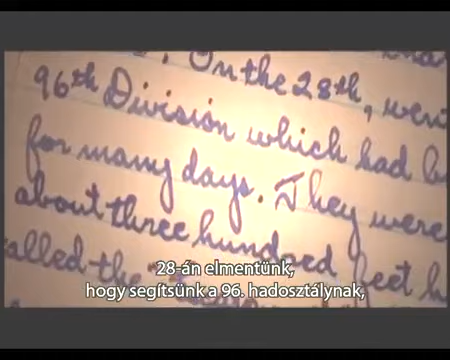 . On the 28th, went
96th Division which had b
for many days. They were
about three hundred feet h
alled the
28-án elmentünk,
hogy segítsünk a 96. hadosztálynak,